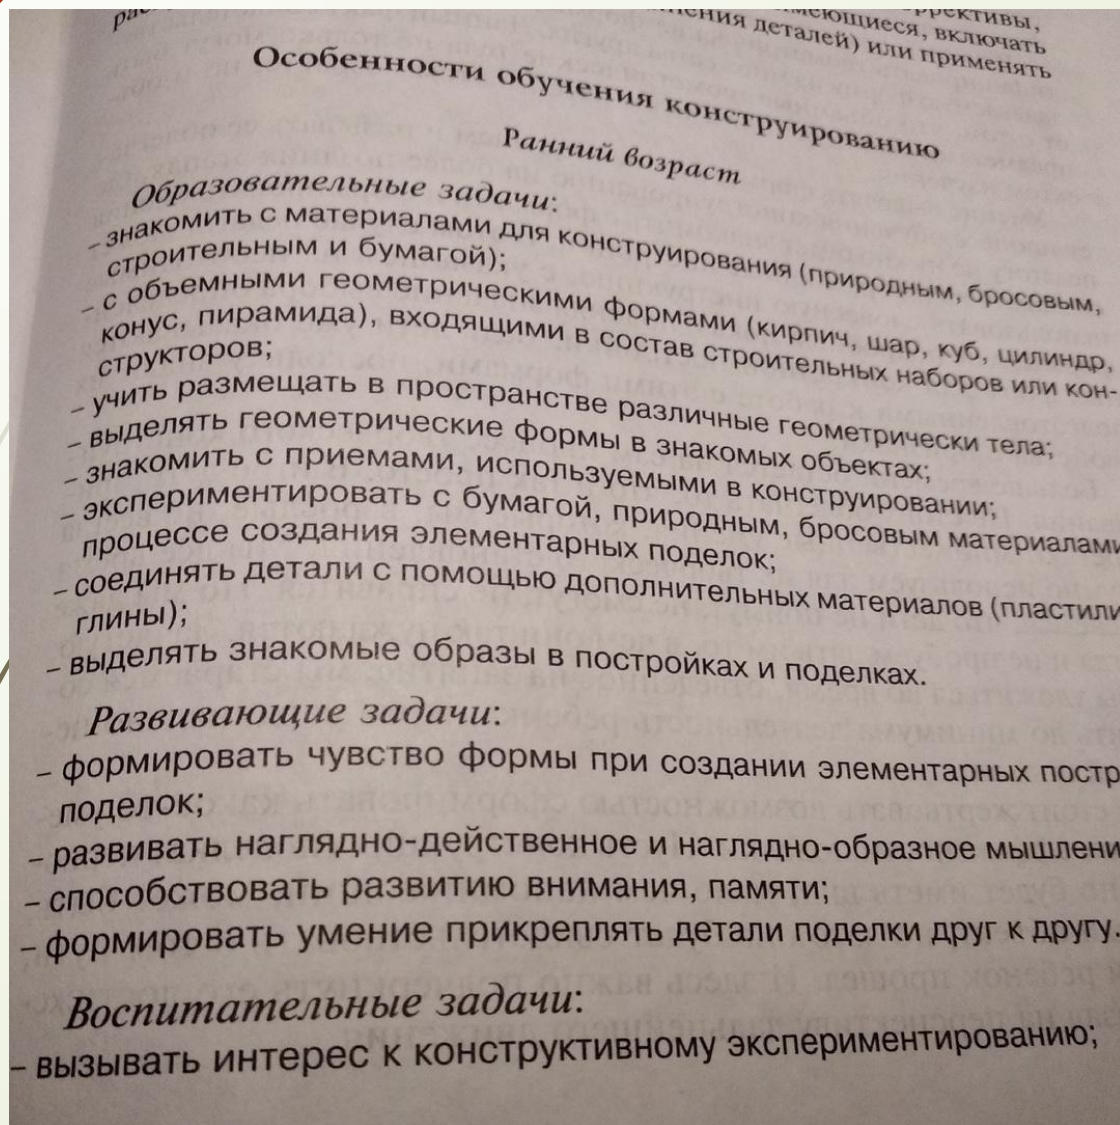 имеющиеся, включать
деталей) или применять
Особенности обучения конструированию
Ранний возраст
Образовательные задачи:
– знакомить с материалами для конструирования (природным, бросовым,
строительным и бумагой);
– с объемными геометрическими формами (кирпич, шар, куб, цилиндр,
конус, пирамида), входящими в состав строительных наборов или кон-
структоров;
– учить размещать в пространстве различные геометрически тела;
– выделять геометрические формы в знакомых объектах;
– знакомить с приемами, используемыми в конструировании;
– экспериментировать с бумагой, природным, бросовым материалами
процессе создания элементарных поделок;
– соединять детали с помощью дополнительных материалов (пластили
глины);
– выделять знакомые образы в постройках и поделках.
Развивающие задачи:
– формировать чувство формы при создании элементарных постр
поделок;
– развивать наглядно-действенное и наглядно-образное мышлени
– способствовать развитию внимания, памяти;
– формировать умение прикреплять детали поделки друг к другу.
Воспитательные задачи:
– вызывать интерес к конструктивному экспериментированию;